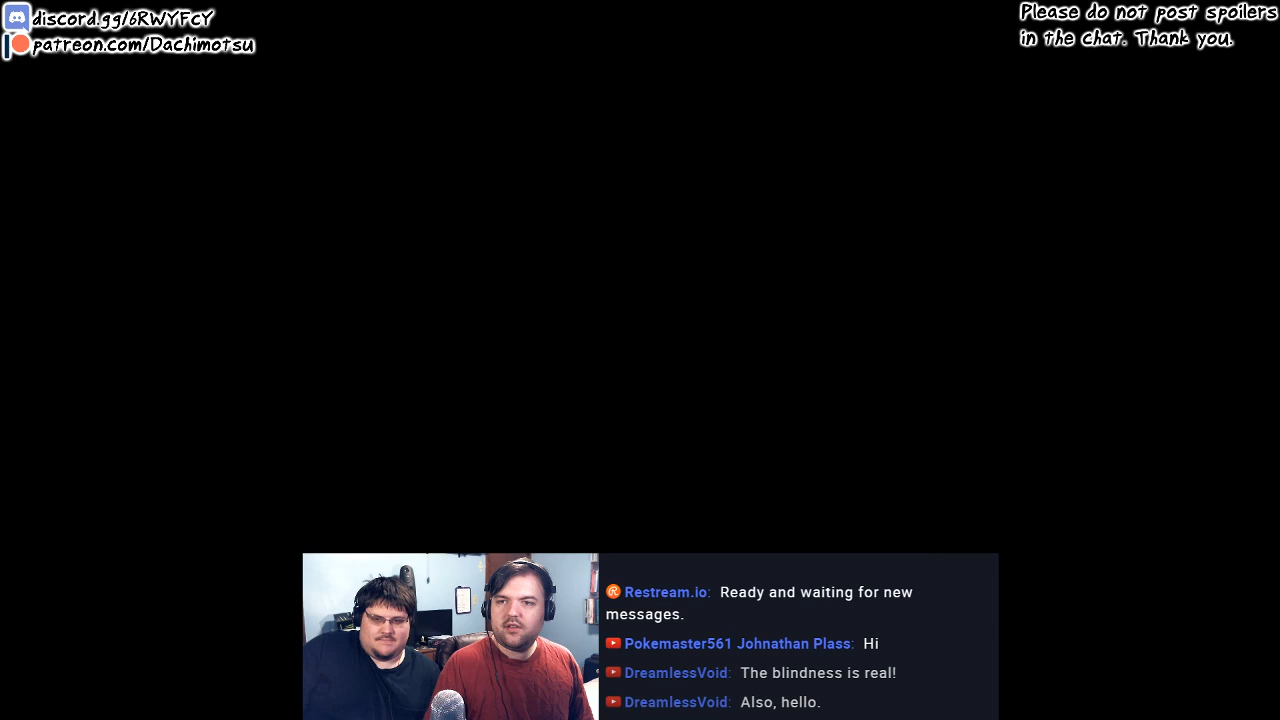 discord.gg/6RWYFcY
patreon.com/Dachimotsu
Please do not post spoilers
in the chat. Thank you.
Restream.io: Ready and waiting for new
messages.
Pokemaster561 Johnathan Plass: Hi
DreamlessVoid: The blindness is real!
DreamlessVoid: Also, hello.